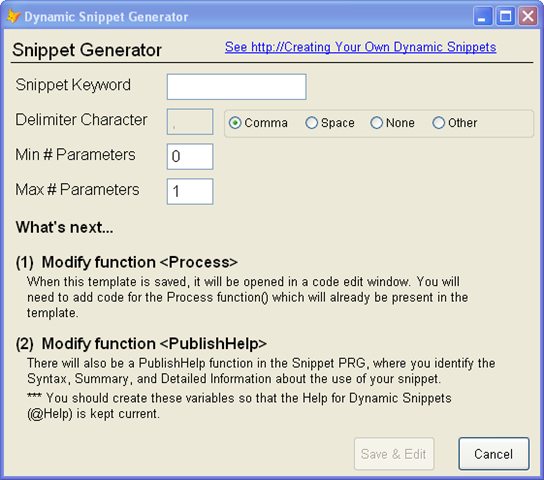 Dynamic Snippet Generator
Snippet Generator
See http://Creating Your Own Dynamic Snippets
Snippet Keyword
Delimiter Character , Comma Space None Other
Min # Parameters 0
Max # Parameters 1
What's next...
(1) Modify function <Process>
When this template is saved, it will be opened in a code edit window. You will
need to add code for the Process function() which will already be present in the
template.
(2) Modify function <PublishHelp>
There will also be a PublishHelp function in the Snippet PRG, where you identify the
Syntax, Summary, and Detailed Information about the use of your snippet.
*** You should create these variables so that the Help for Dynamic Snippets
(@Help) is kept current.
Save & Edit Cancel